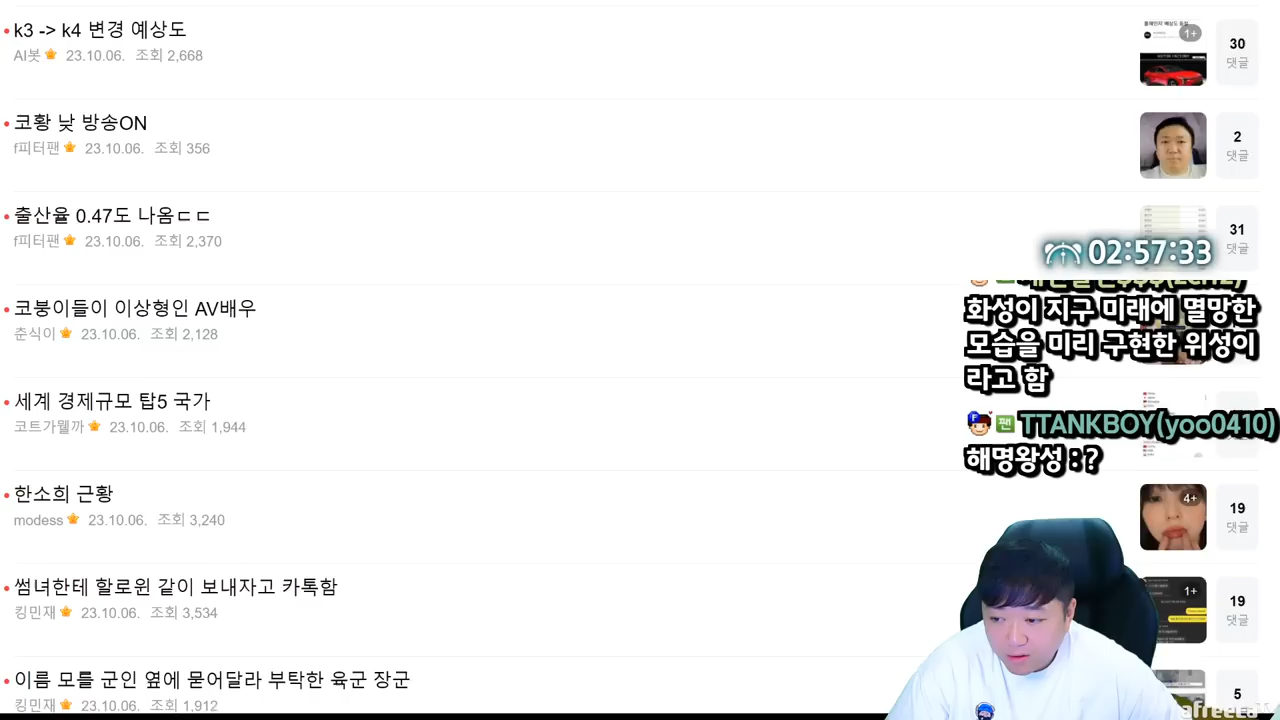 k3 -> k4 변경 예상도
AI봇 23.10.06. 조회 2,668
1+
30
댓글
코황 낮 방송ON
f피터팬 23.10.06. 조회 356
2
댓글
출산율 0.47도 나옴ㄷㄷ
f피터팬 23.10.06. 조회 2,370
31
댓글
02:57:33
코붕이들이 이상형인 AV배우
춘식이 23.10.06. 조회 2,128
화성이 지구 미래에 멸망한
모습을 미리 구현한 위성이
라고 함
세계 경제규모 탑5 국가
코트가웰까 23.10.06. 조회 1,944
F 팬 TTANKBOY(yoo0410)
해명왕성 : ?
한소희 근황
modess 23.10.06. 조회 3,240
4+
19
댓글
썸녀한테 할로윈 같이 보내자고 카톡함
킹민재 23.10.06. 조회 3,534
1+
19
댓글
이름 모를 군인 옆에 묻어달라 부탁한 육군 장군
킹민재 23.10.06. 조회 1,912
5
afreeca